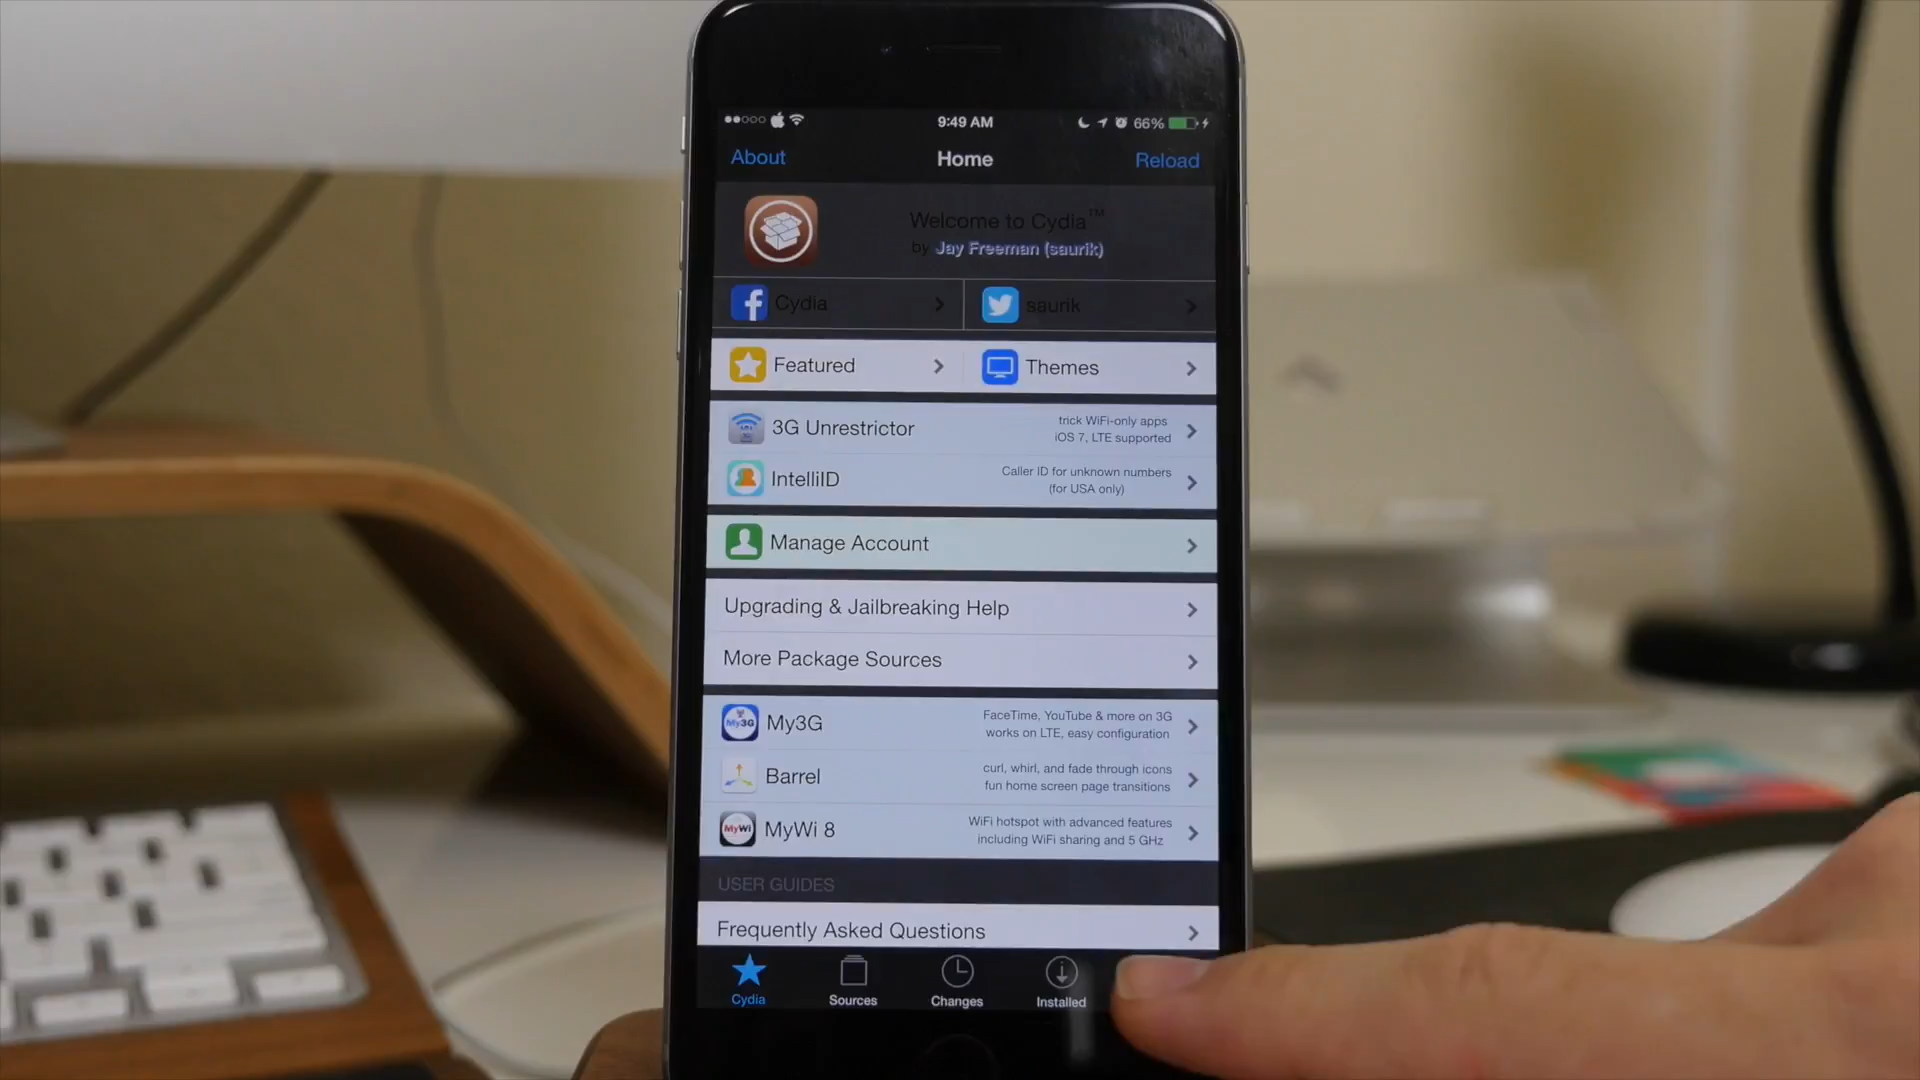 9:49 AM
66%
About
Home
Reload
Welcome to Cydia™
by Jay Freeman (saurik)
Cydia
saurik
Featured
Themes
3G Unrestrictor
trick WiFi-only apps
iOS 7, LTE supported
IntelliID
Caller ID for unknown numbers
(for USA only)
Manage Account
Upgrading & Jailbreaking Help
More Package Sources
My3G
My3G
FaceTime, YouTube & more on 3G
works on LTE, easy configuration
Barrel
curl, whirl, and fade through icons
fun home screen page transitions
MyWi
MyWi 8
WiFi hotspot with advanced features
including WiFi sharing and 5 GHz
USER GUIDES
Frequently Asked Questions
Cydia
Sources
Changes
Installed